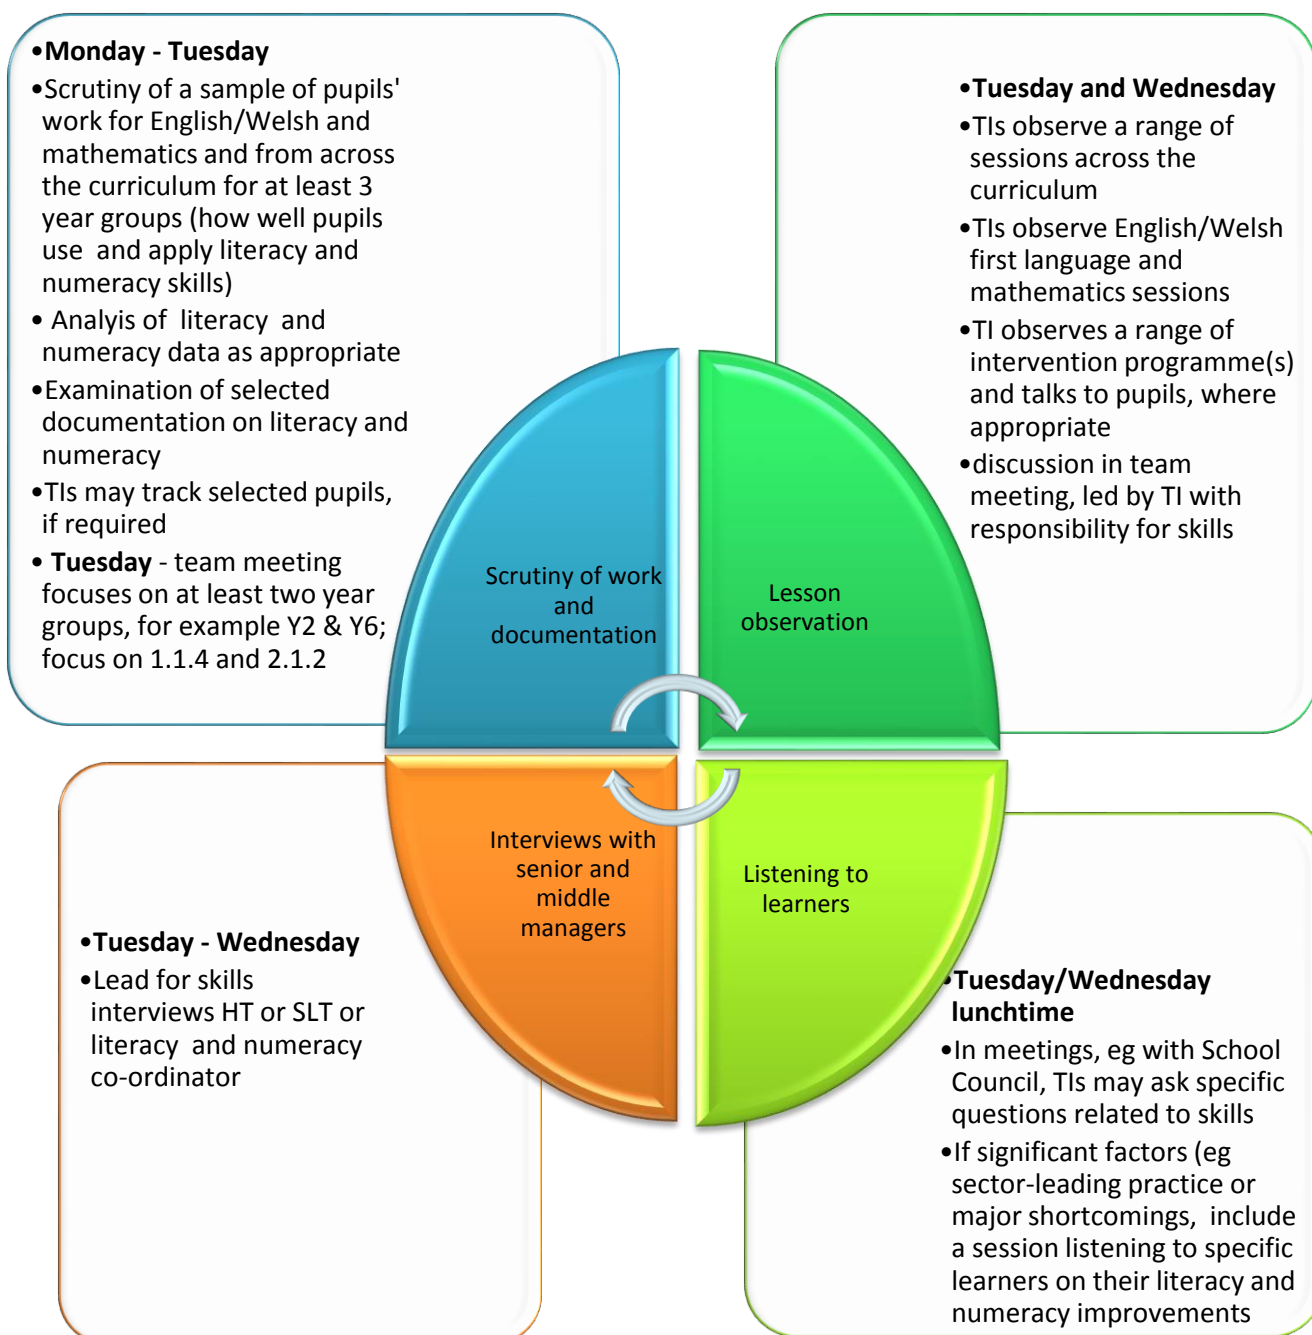 •Monday - Tuesday
•Scrutiny of a sample of pupils'
work for English/Welsh and
mathematics and from across
the curriculum for at least 3
year groups (how well pupils
use and apply literacy and
numeracy skills)
• Analyis of literacy and
numeracy data as appropriate
•Examination of selected
documentation on literacy and
numeracy
•TIs may track selected pupils,
if required
• Tuesday - team meeting
focuses on at least two year
groups, for example Y2 & Y6;
focus on 1.1.4 and 2.1.2
•Tuesday and Wednesday
•TIs observe a range of
sessions across the
curriculum
•TIs observe English/Welsh
first language and
mathematics sessions
•TI observes a range of
intervention programme(s)
and talks to pupils, where
appropriate
•discussion in team
meeting, led by TI with
responsibility for skills
Scrutiny of work
and
documentation
Lesson
observation
Interviews with
senior and
middle
managers
Listening to
learners
•Tuesday - Wednesday
•Lead for skills
interviews HT or SLT or
literacy and numeracy
co-ordinator
•Tuesday/Wednesday
lunchtime
•In meetings, eg with School
Council, TIs may ask specific
questions related to skills
•If significant factors (eg
sector-leading practice or
major shortcomings, include
a session listening to specific
learners on their literacy and
numeracy improvements